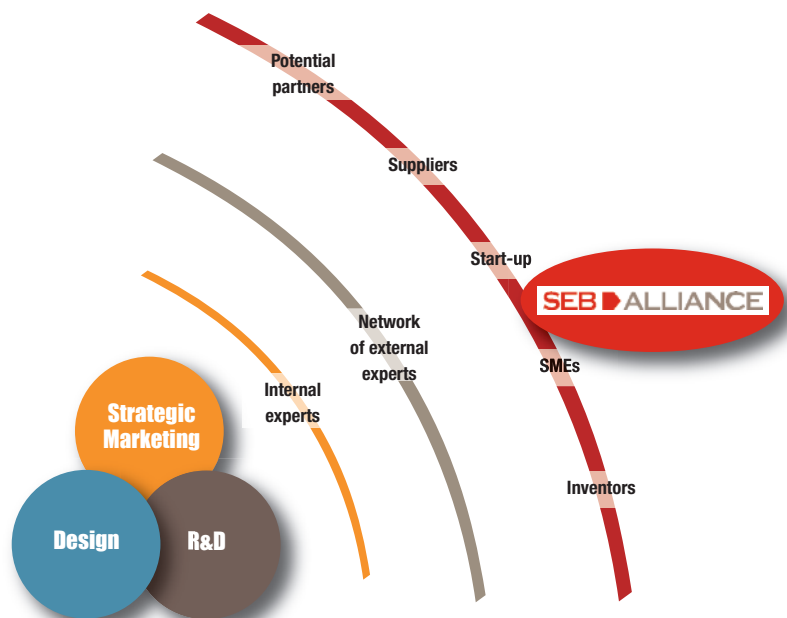 Potential
partners
Suppliers
Start-up
SEB ALLIANCE
Network
of external
experts
SMEs
Internal
experts
Strategic
Marketing
Inventors
Design
R&D